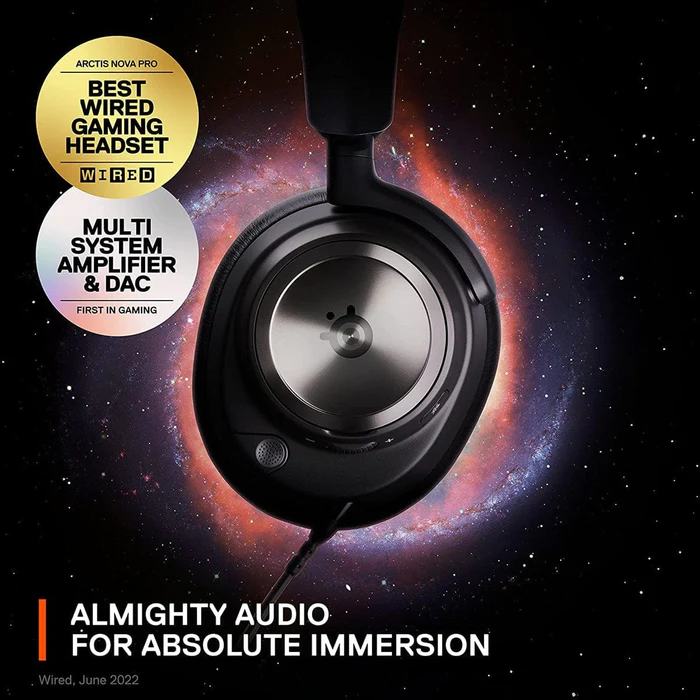 ARCTIS NOVA PRO
BEST
WIRED
GAMING
HEADSET
WIRED
MULTI
SYSTEM
AMPLIFIER
& DAC
FIRST IN GAMING
ALMIGHTY AUDIO
FOR ABSOLUTE IMMERSION
Wired, June 2022